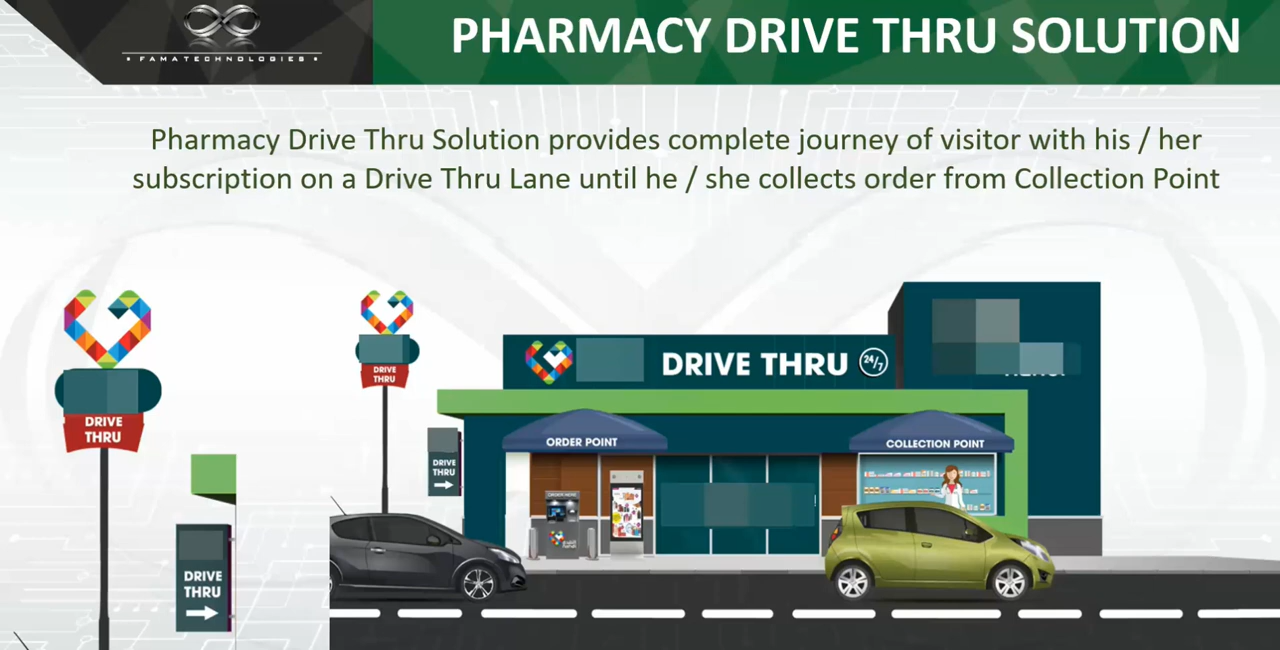 FAMATECHNOLOGIES
PHARMACY DRIVE THRU SOLUTION
Pharmacy Drive Thru Solution provides complete journey of visitor with his / her
subscription on a Drive Thru Lane until he / she collects order from Collection Point
DRIVE
THRU
DRIVE
THRU
DRIVE
THRU
DRIVE
THRU
DRIVE THRU 24/7
ORDER POINT
COLLECTION POINT
ORDER HERE